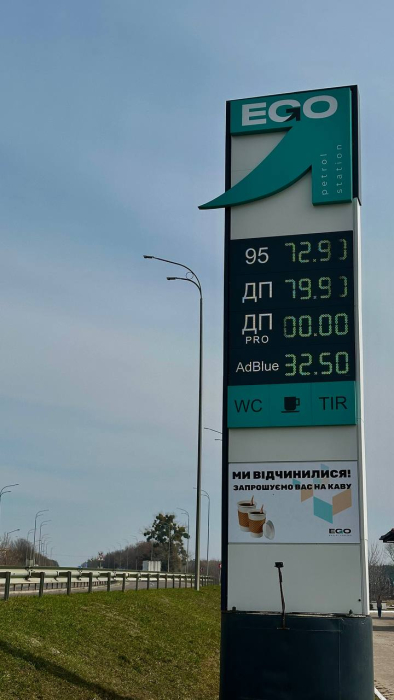 EGO
petrol
station
95 72.90
ДП 79.90
ДП 00.00
PRO
AdBlue 32.50
WC TIR
МИ ВІДЧИНИЛИСЯ!
ЗАПРОШУЄМО ВАС НА КАВУ
EGO